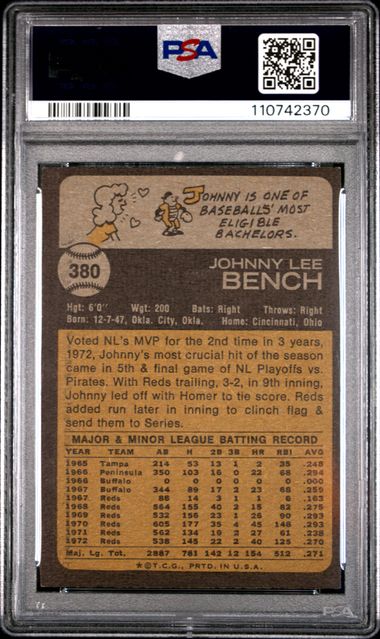 PSA
110742370
JOHNNY IS ONE OF
BASEBALLS' MOST
ELIGIBLE
BACHELORS.
380
JOHNNY LEE
BENCH
Hgt: 6'0" Wgt: 200 Bats: Right Throws: Right
Born: 12-7-47, Okla. City, Okla. Home: Cincinnati, Ohio
Voted NL's MVP for the 2nd time in 3 years,
1972, Johnny's most crucial hit of the season
came in 5th & final game of NL Playoffs vs.
Pirates. With Reds trailing, 3-2, in 9th inning,
Johnny led off with Homer to tie score. Reds
added run later in inning to clinch flag &
send them to Series.
MAJOR & MINOR LEAGUE BATTING RECORD
YEAR TEAM AB H 2B 3B HR RBI AVG
1965 Tampa 214 53 13 1 2 35 .248
1966 Peninsula 350 103 16 0 22 68 .294
1966 Buffalo 0 0 0 0 0 0 .000
1967 Buffalo 344 89 17 2 23 68 .259
1967 Reds 86 14 3 1 1 6 .163
1968 Reds 564 155 40 2 15 82 .275
1969 Reds 532 156 23 1 26 90 .293
1970 Reds 605 177 35 4 45 148 .293
1971 Reds 562 134 19 2 27 61 .238
1972 Reds 538 145 22 2 40 125 .270
Maj. Lg. Tot. 2887 781 142 12 154 512 .271
*©T.C.G., PRTD. IN U.S.A.
PSA